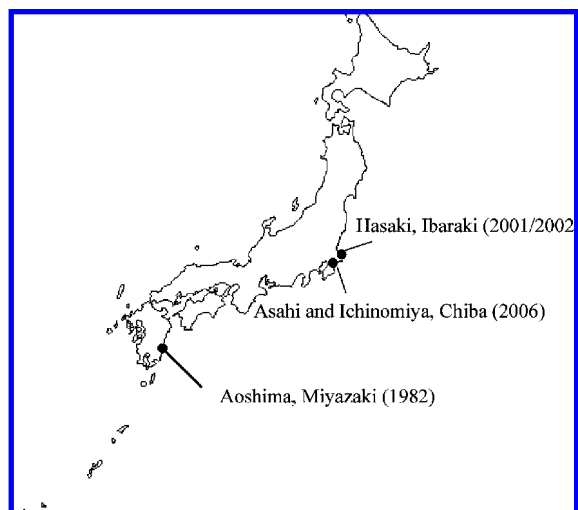 Hasaki, Ibaraki (2001/2002
Asahi and Ichinomiya, Chiba (2006)
Aoshima, Miyazaki (1982)